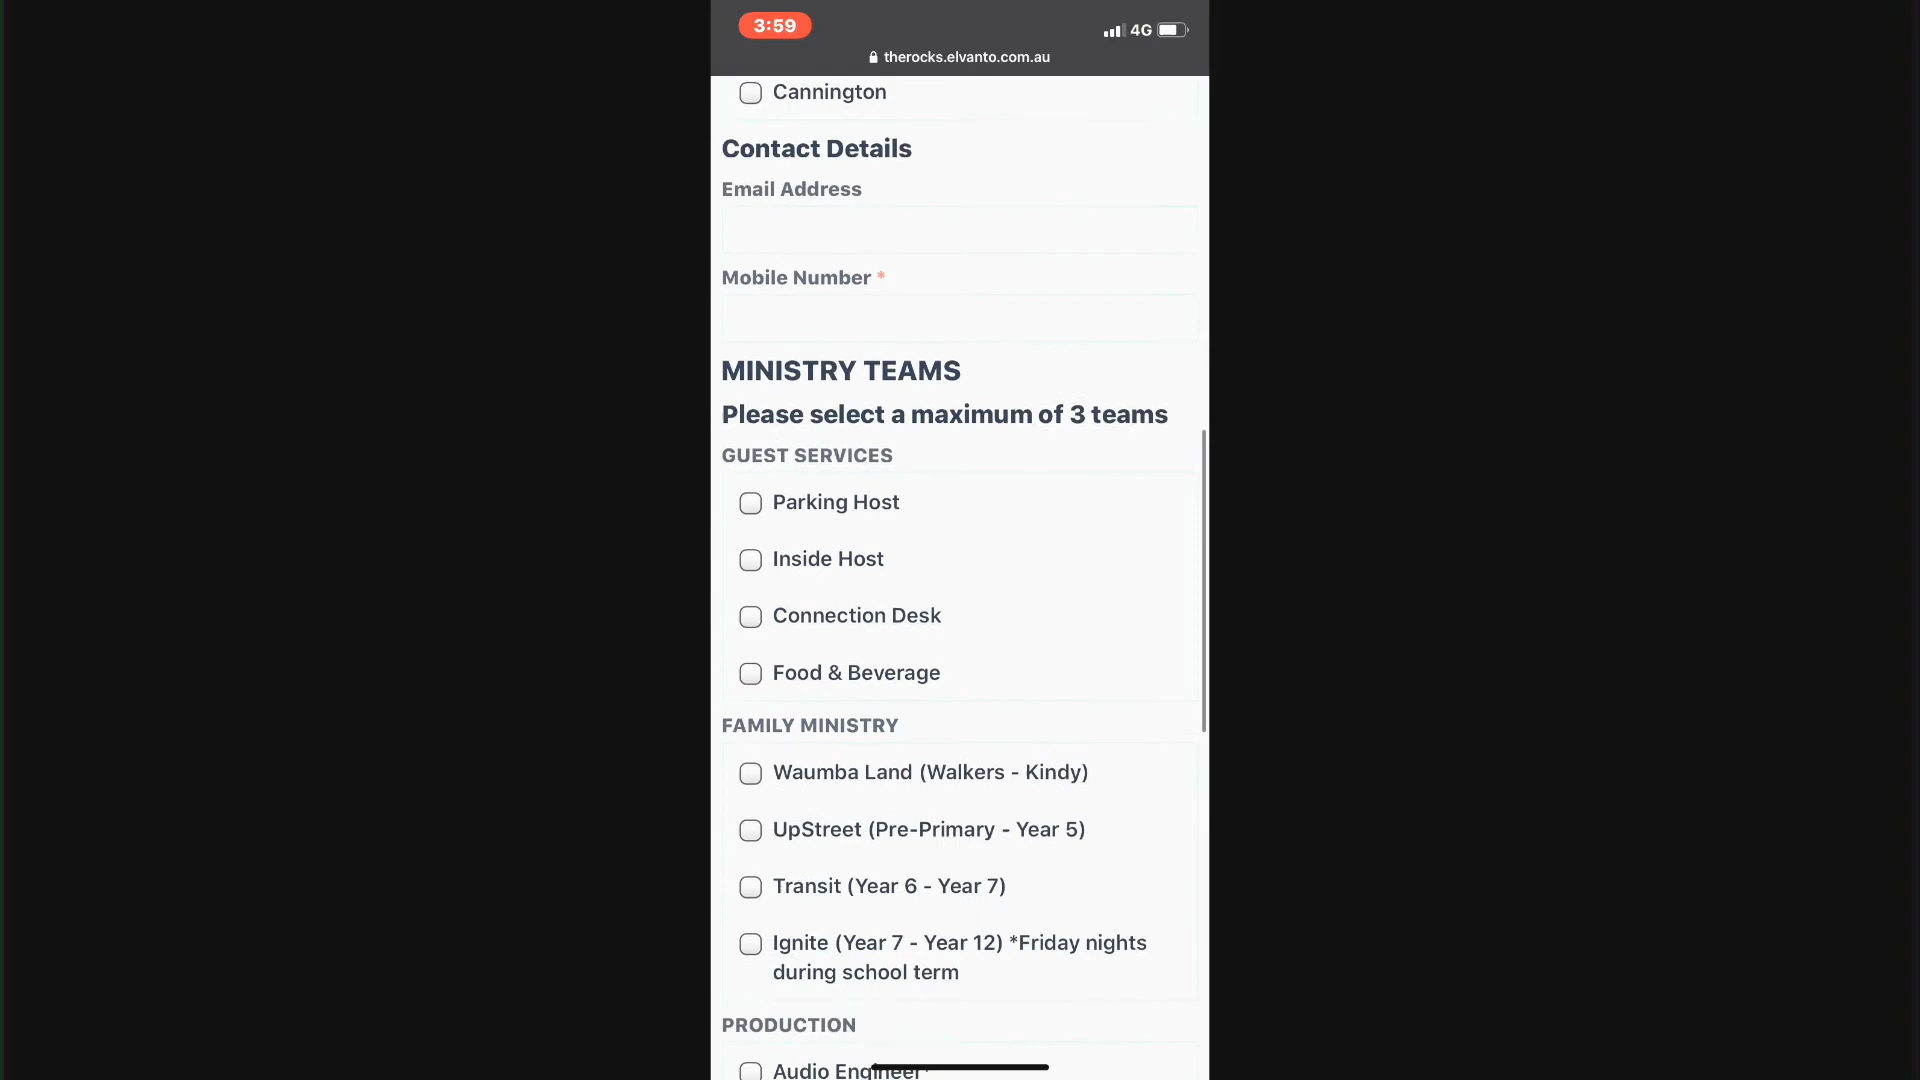 3:59
4G
therocks.elvanto.com.au
Cannington
Contact Details
Email Address
Mobile Number *
MINISTRY TEAMS
Please select a maximum of 3 teams
GUEST SERVICES
Parking Host
Inside Host
Connection Desk
Food & Beverage
FAMILY MINISTRY
Waumba Land (Walkers - Kindy)
UpStreet (Pre-Primary - Year 5)
Transit (Year 6 - Year 7)
Ignite (Year 7 - Year 12) *Friday nights
during school term
PRODUCTION
Audio Engineer*